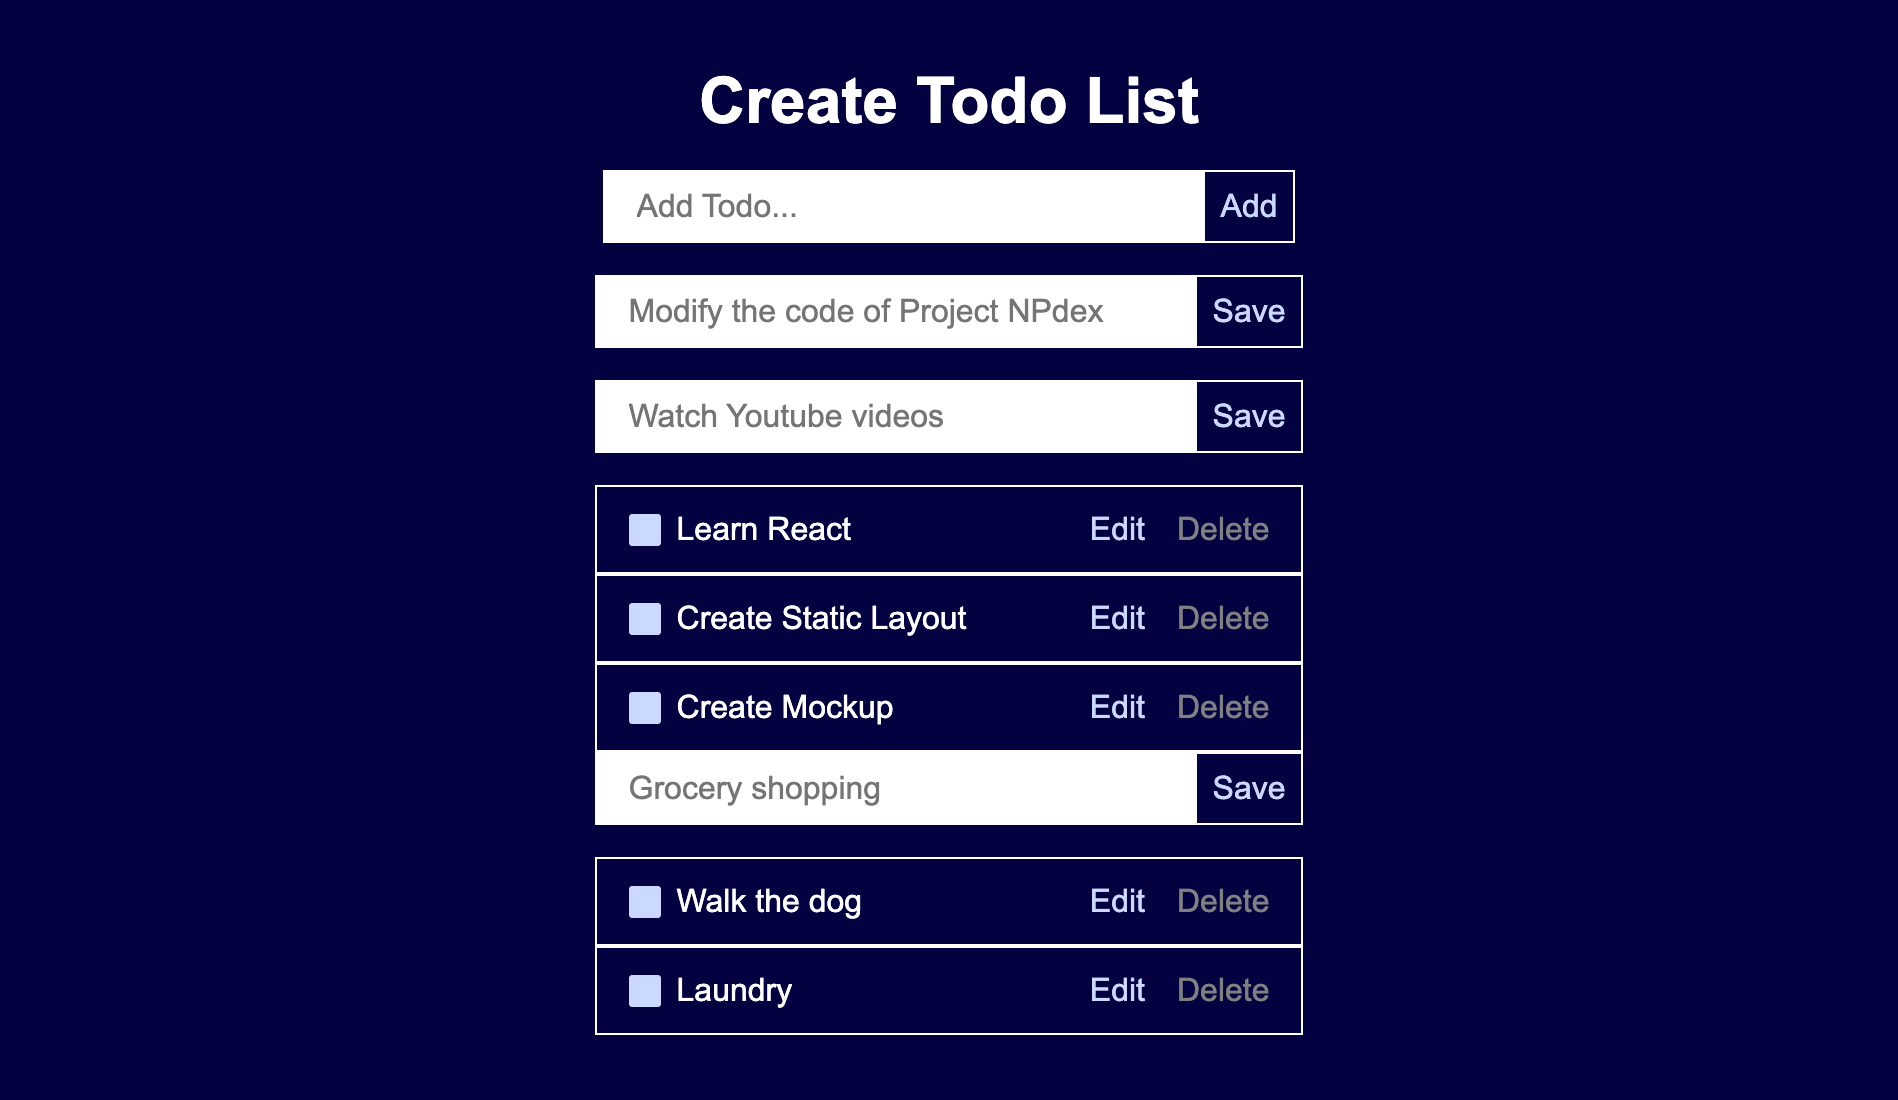 Create Todo List
Add Todo... Add
Modify the code of Project NPdex Save
Watch Youtube videos Save
Learn React Edit Delete
Create Static Layout Edit Delete
Create Mockup Edit Delete
Grocery shopping Save
Walk the dog Edit Delete
Laundry Edit Delete